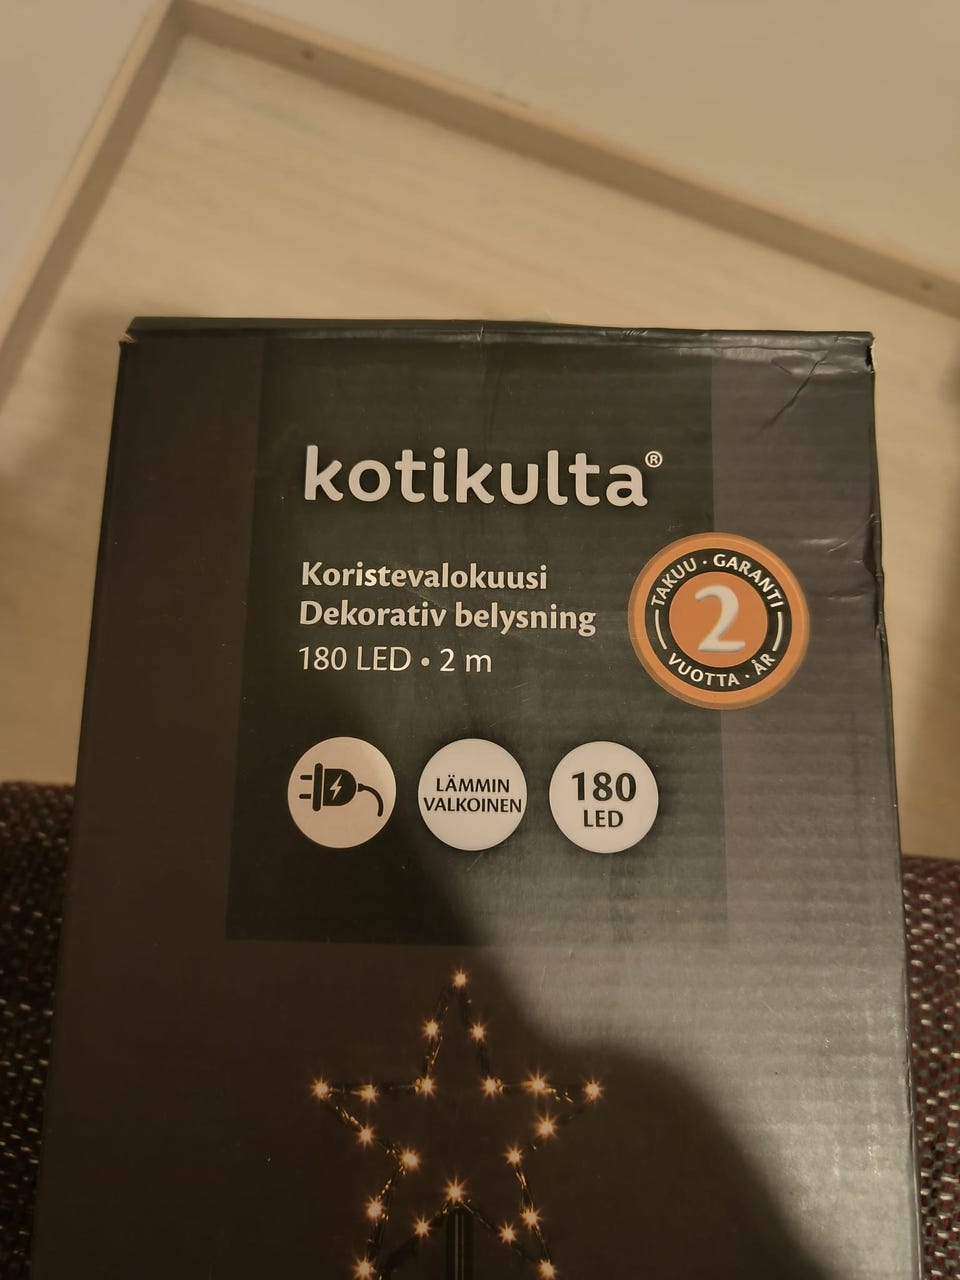 kotikulta®
Koristevalokuusi
Dekorativ belysning
180 LED • 2 m
TAKUU · GARANTI
2
VUOTTA · ÅR
LÄMMIN
VALKOINEN
180
LED